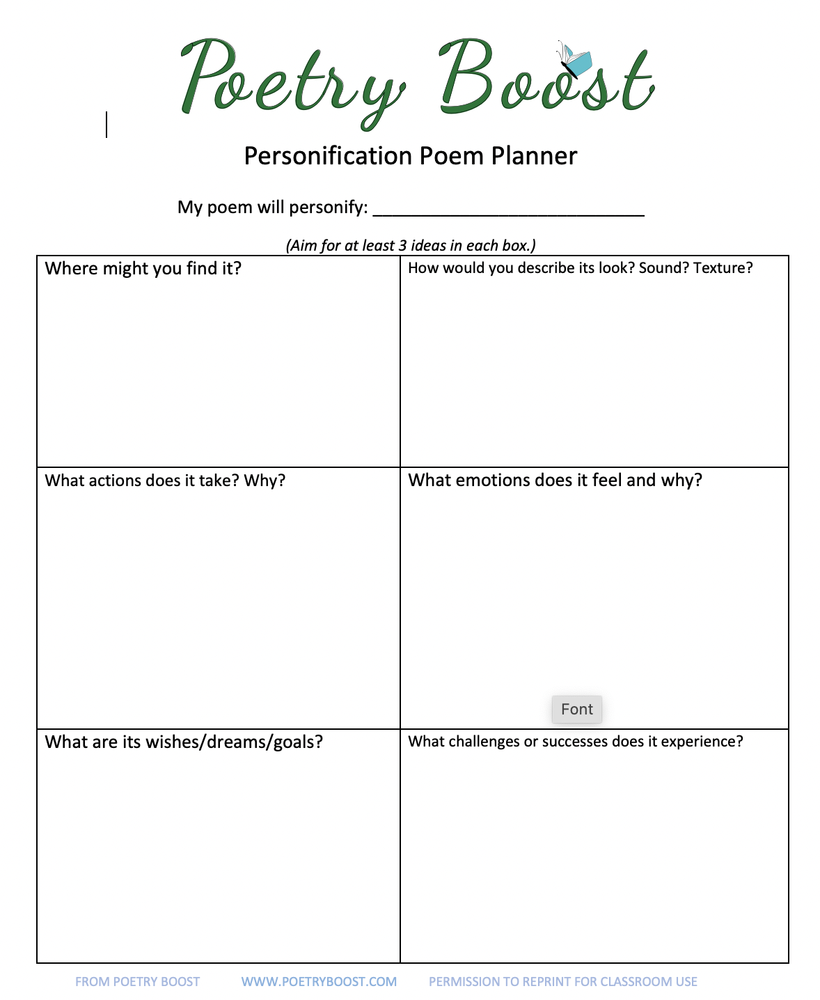 Poetry Boost
Personification Poem Planner
My poem will personify: ____________________________
(Aim for at least 3 ideas in each box.)
Where might you find it?
How would you describe its look? Sound? Texture?
What actions does it take? Why?
What emotions does it feel and why?
Font
What are its wishes/dreams/goals?
What challenges or successes does it experience?
FROM POETRY BOOST WWW.POETRYBOOST.COM PERMISSION TO REPRINT FOR CLASSROOM USE